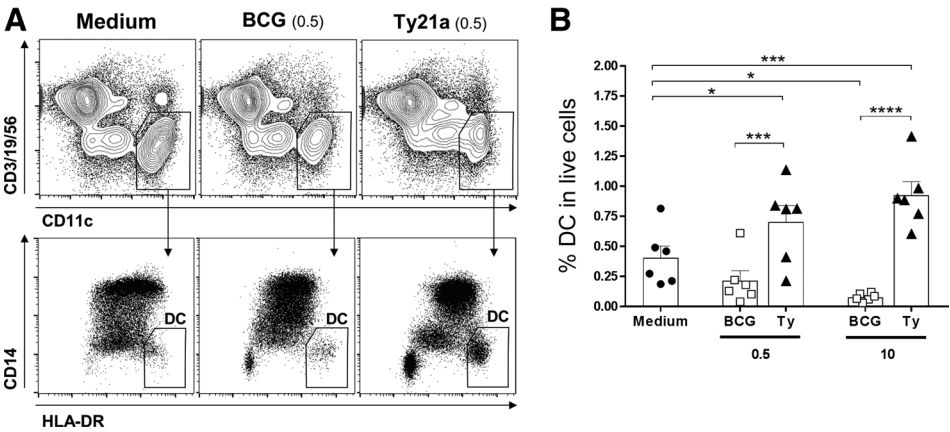 A
Medium
BCG (0.5)
Ty21a (0.5)
CD3/19/56
CD11c
CD14
DC
DC
DC
HLA-DR
B
% DC in live cells
2.00
1.75
1.50
1.25
1.00
0.75
0.50
0.25
0.00
***
*
*
***
****
Medium
BCG
Ty
BCG
Ty
0.5
10